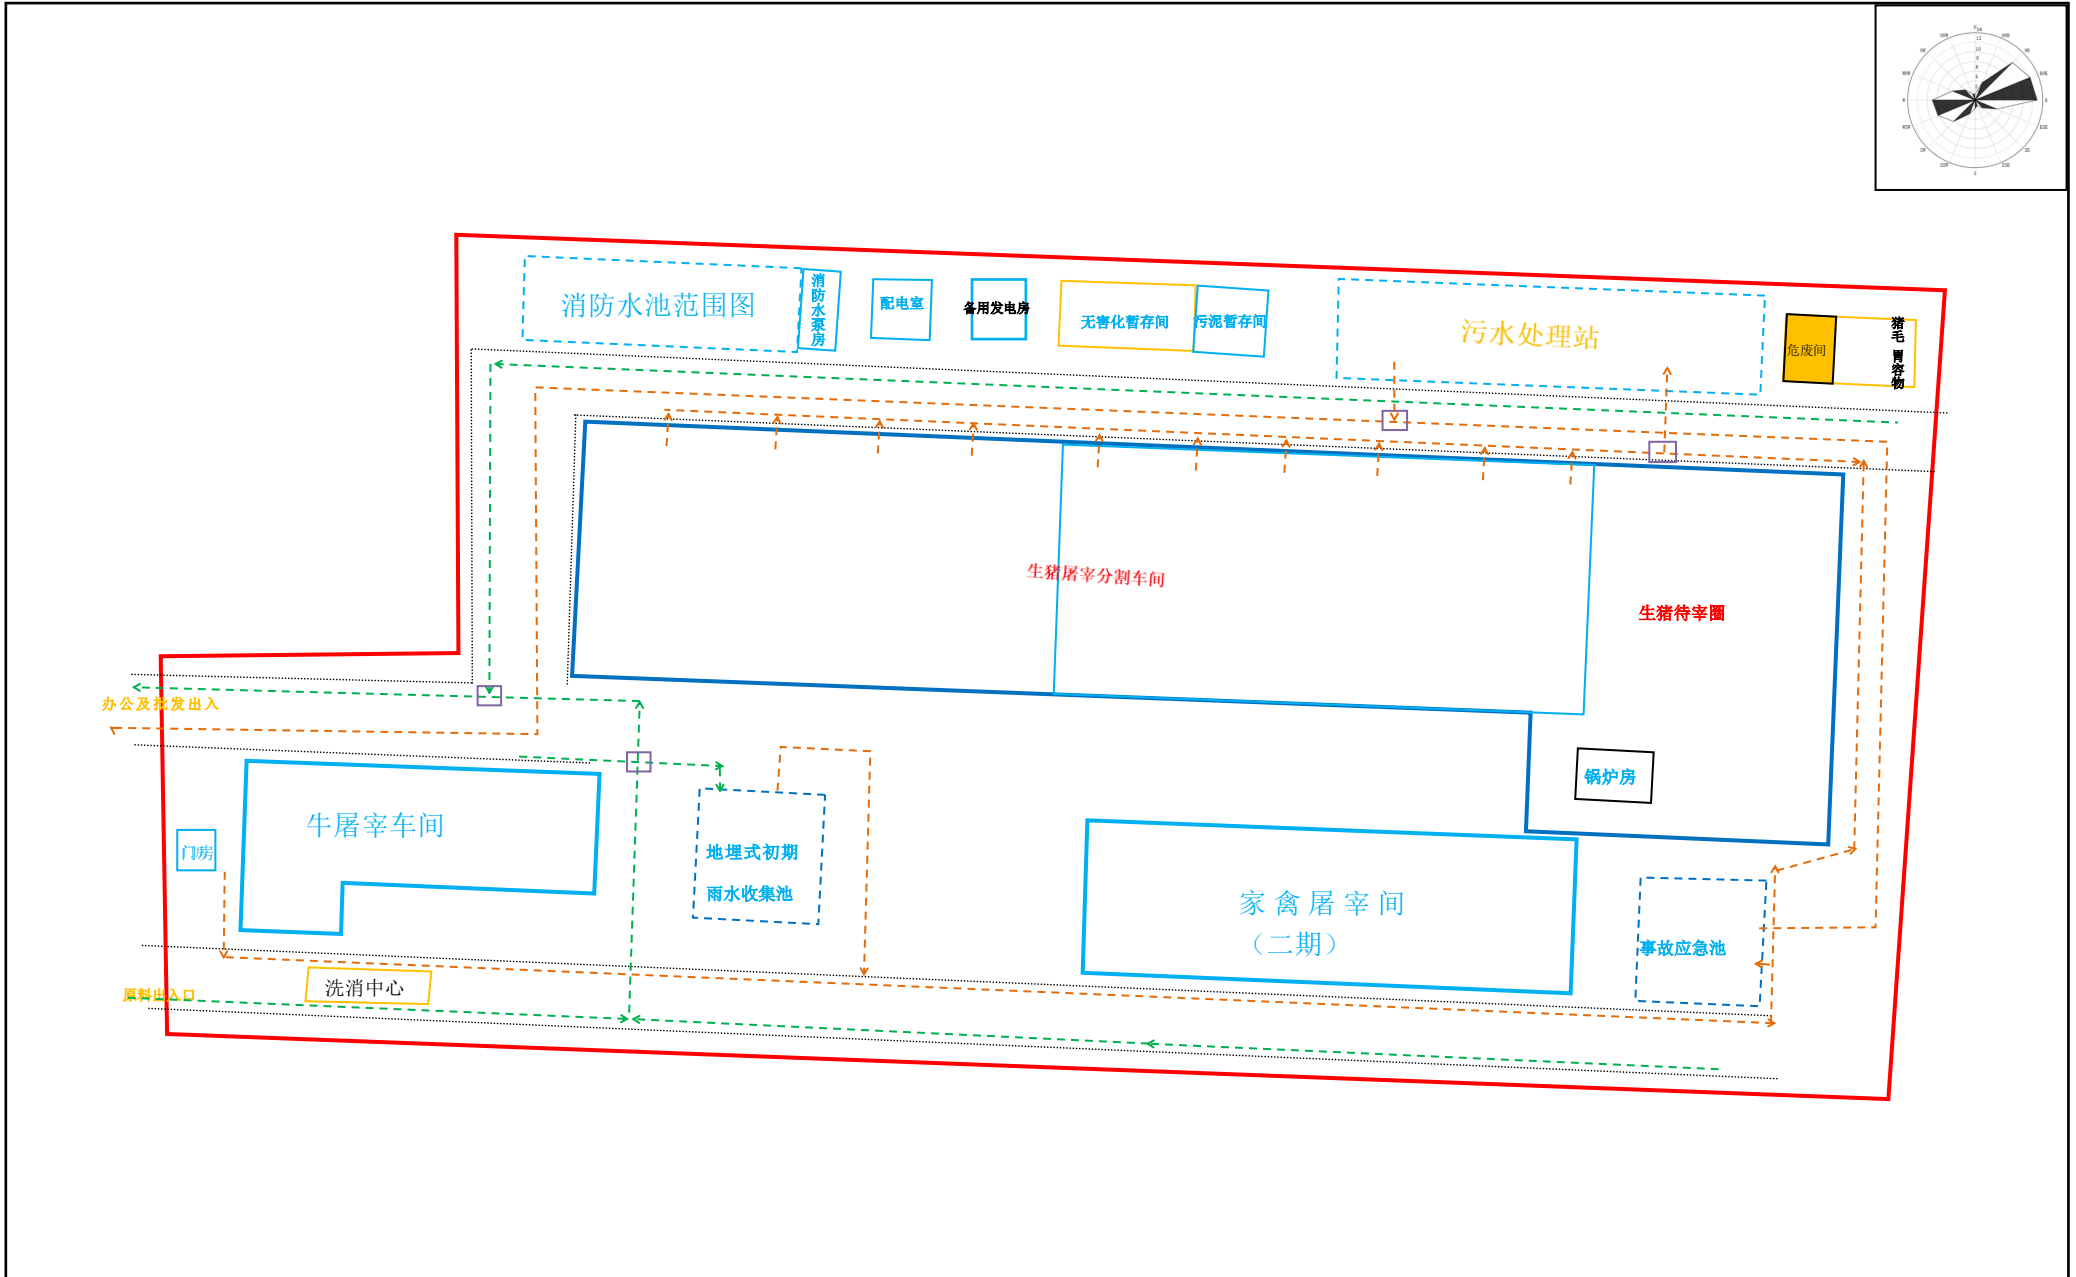 消防水池范围图
消防水泵房
配电室
备用发电房
无害化暂存间
污泥暂存间
污水处理站
危废间
猪毛 胃容物
生猪屠宰分割车间
生猪待宰圈
办公及批发出入
锅炉房
牛屠宰车间
门房
地埋式初期
雨水收集池
家禽屠宰间
（二期）
事故应急池
洗消中心
原料出入口